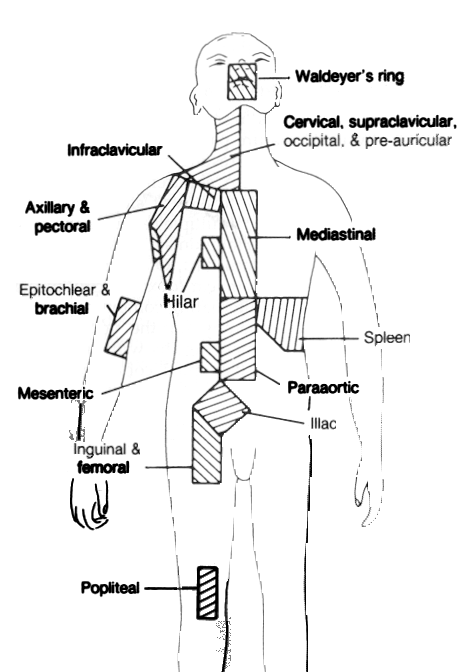 Waldeyer's ring
Cervical, supraclavicular,
occipital, & pre-auricular
Infraclavicular
Axillary &
pectoral
Mediastinal
Epitochlear &
brachial
Hilar
Spleen
Mesenteric
Paraaortic
Iliac
Inguinal &
femoral
Popliteal